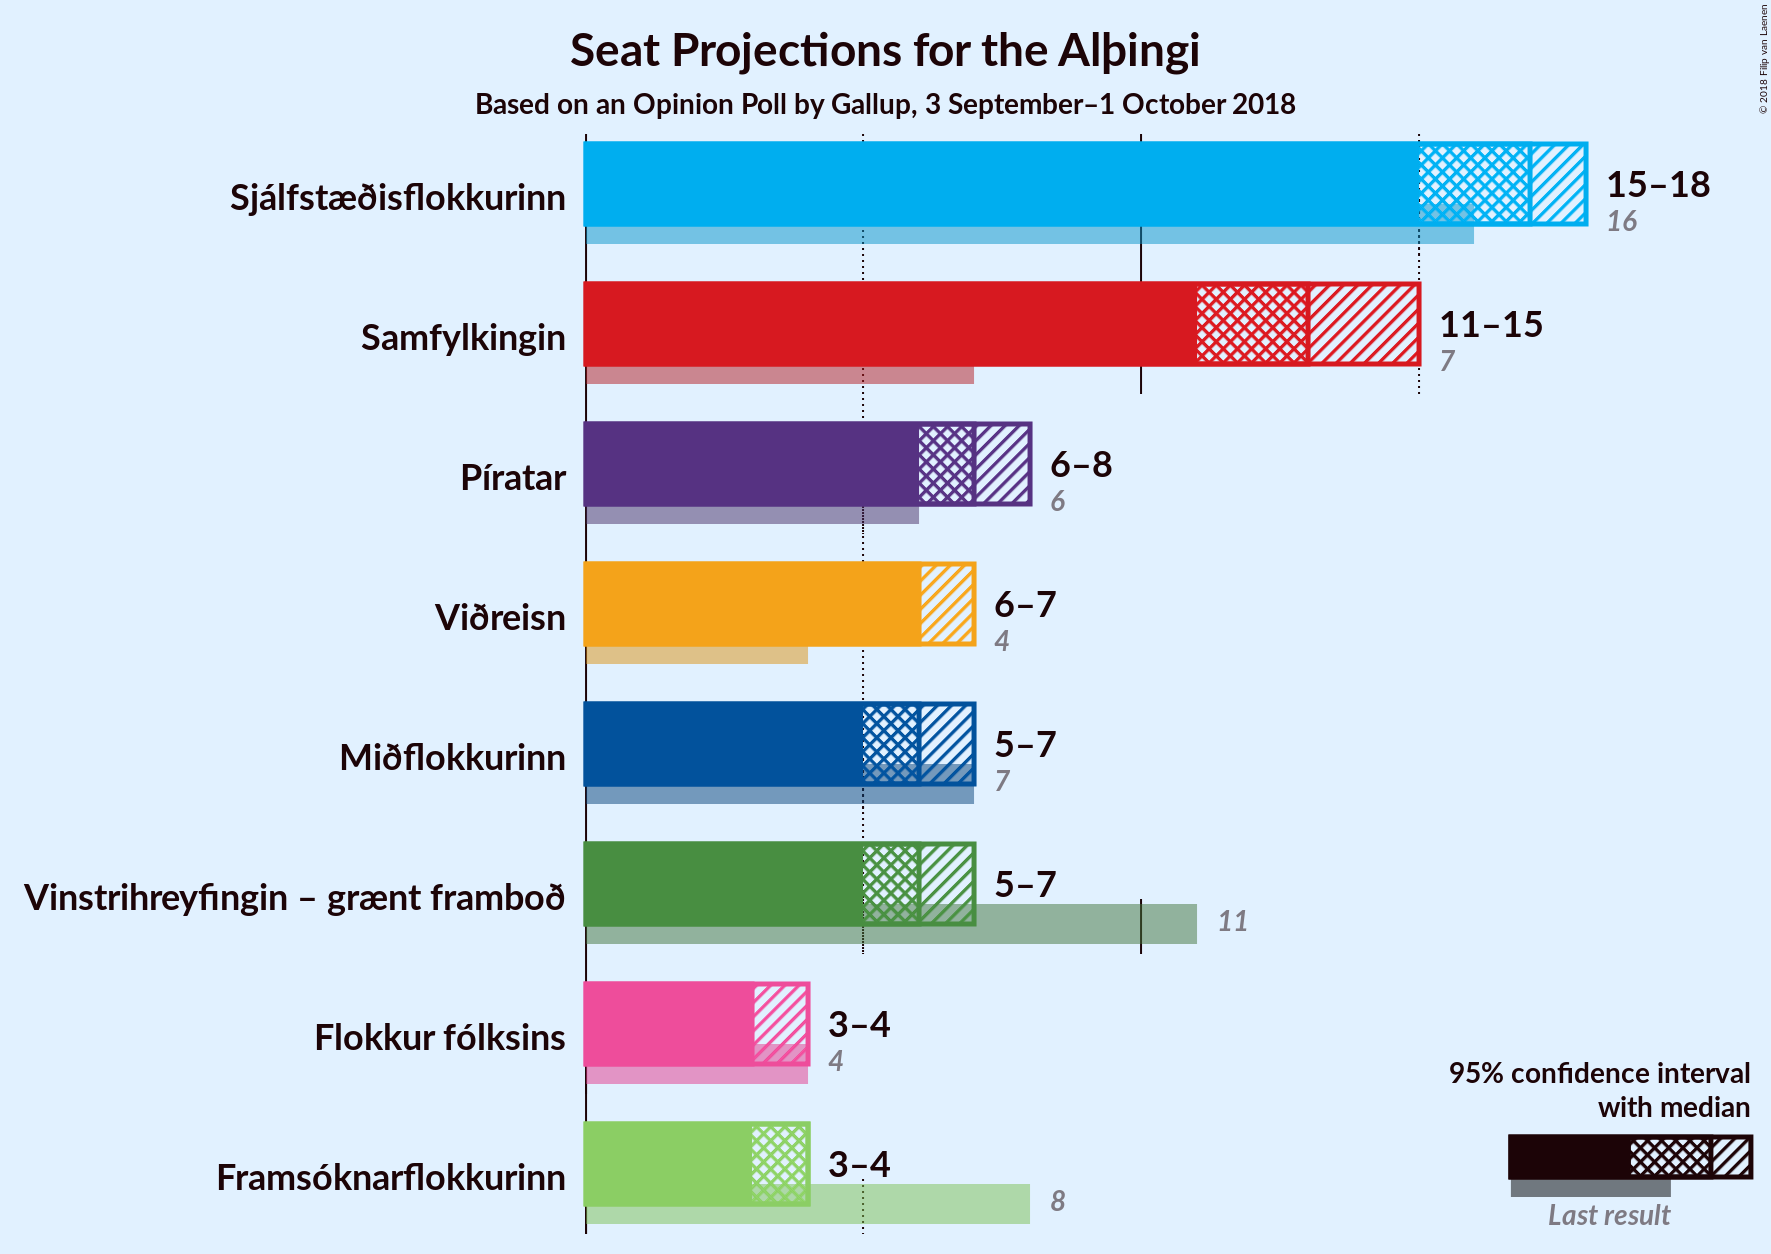 Seat Projections for the Alþingi
Based on an Opinion Poll by Gallup, 3 September–1 October 2018
© 2018 Filip van Laenen
Sjálfstæðisflokkurinn
15–18
16
Samfylkingin
11–15
7
Píratar
6–8
6
Viðreisn
6–7
4
Miðflokkurinn
5–7
7
Vinstrihreyfingin – grænt framboð
5–7
11
Flokkur fólksins
3–4
4
Framsóknarflokkurinn
3–4
8
95% confidence interval
with median
Last result